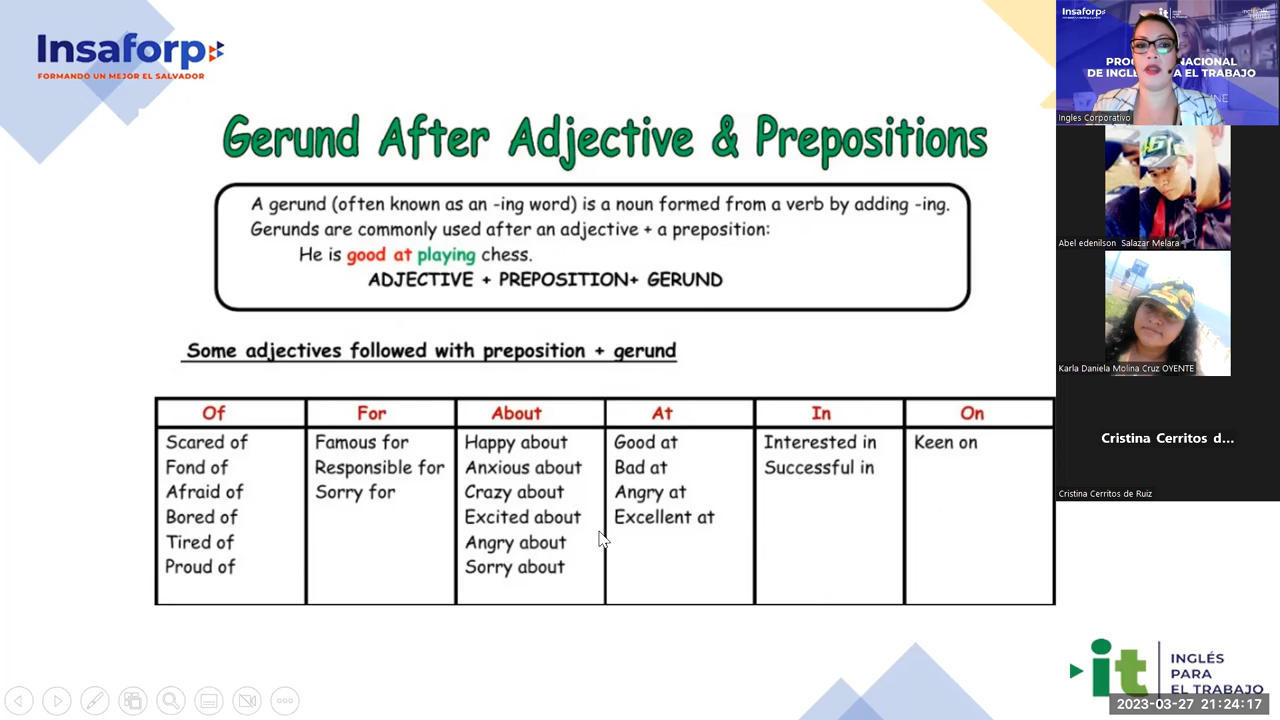 Insaforp
FORMANDO UN MEJOR EL SALVADOR
Gerund After Adjective & Prepositions
A gerund (often known as an -ing word) is a noun formed from a verb by adding -ing.
Gerunds are commonly used after an adjective + a preposition:
He is good at playing chess.
ADJECTIVE + PREPOSITION+ GERUND
Some adjectives followed with preposition + gerund
Of
Scared of
Fond of
Afraid of
Bored of
Tired of
Proud of
For
Famous for
Responsible for
Sorry for
About
Happy about
Anxious about
Crazy about
Excited about
Angry about
Sorry about
At
Good at
Bad at
Angry at
Excellent at
In
Interested in
Successful in
On
Keen on
Insaforp
it
Ingles Corporativo
Abel edenilson Salazar Melara
Karla Daniela Molina Cruz OYENTE
Cristina Cerritos d...
Cristina Cerritos de Ruiz
it
INGLÉS
PARA
EL TRABAJO
2023-03-27 21:24:17